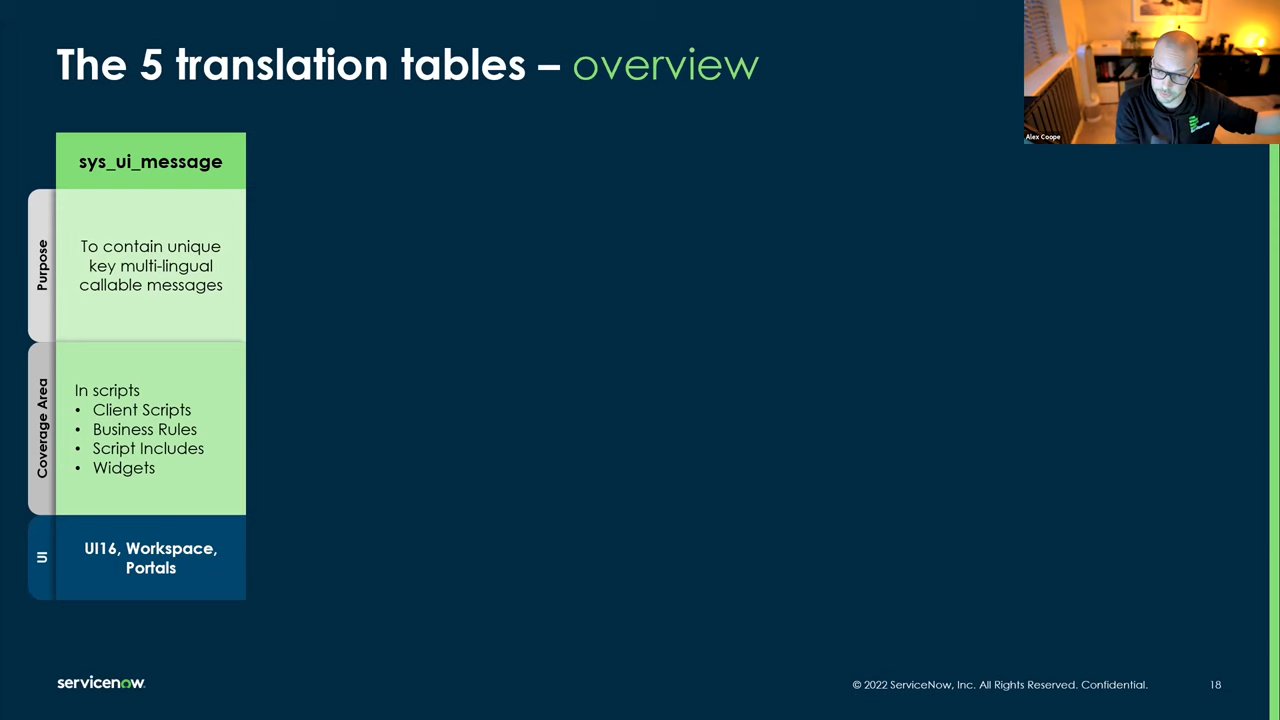 The 5 translation tables – overview
Alex Coope
sys_ui_message
Purpose
To contain unique
key multi-lingual
callable messages
Coverage Area
In scripts
• Client Scripts
• Business Rules
• Script Includes
• Widgets
UI
UI16, Workspace,
Portals
servicenow.
© 2022 ServiceNow, Inc. All Rights Reserved. Confidential.
18